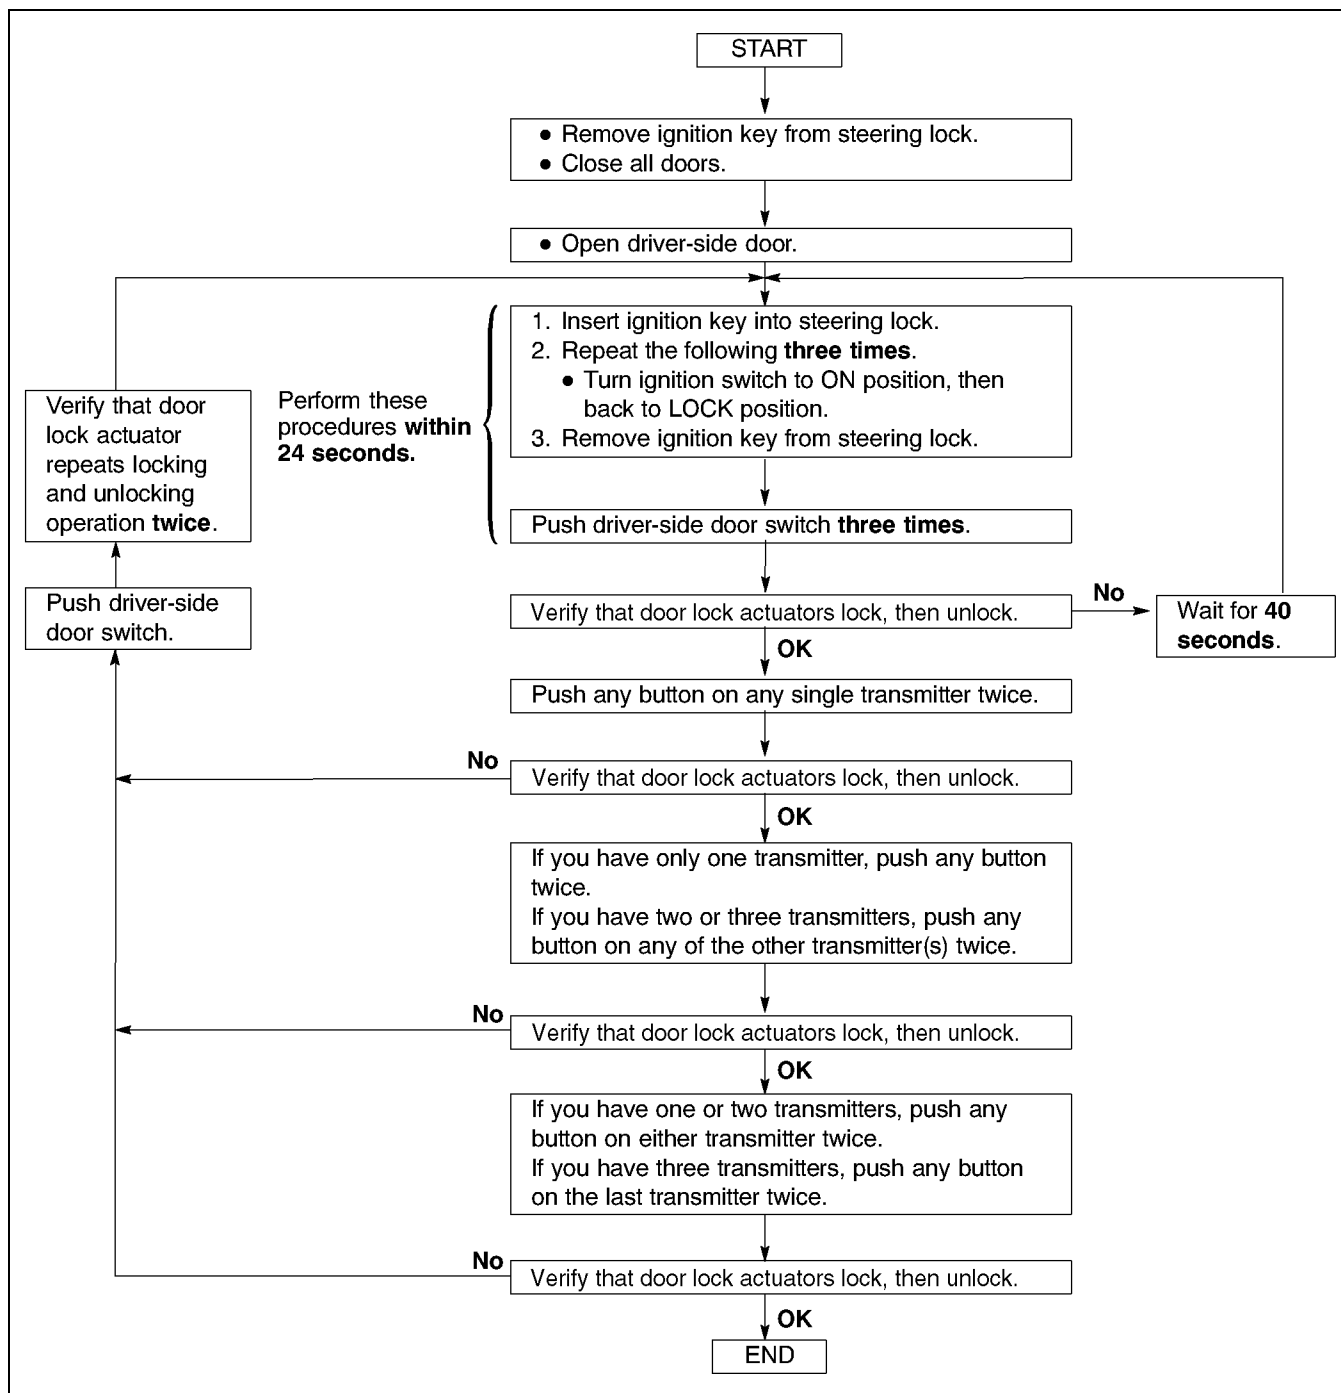 START
● Remove ignition key from steering lock.
● Close all doors.
● Open driver-side door.
1. Insert ignition key into steering lock.
2. Repeat the following three times.
● Turn ignition switch to ON position, then
back to LOCK position.
3. Remove ignition key from steering lock.
Perform these
procedures within
24 seconds.
Verify that door
lock actuator
repeats locking
and unlocking
operation twice.
Push driver-side door switch three times.
Push driver-side
door switch.
Verify that door lock actuators lock, then unlock.
No
Wait for 40
seconds.
OK
Push any button on any single transmitter twice.
No
Verify that door lock actuators lock, then unlock.
OK
If you have only one transmitter, push any button
twice.
If you have two or three transmitters, push any
button on any of the other transmitter(s) twice.
No
Verify that door lock actuators lock, then unlock.
OK
If you have one or two transmitters, push any
button on either transmitter twice.
If you have three transmitters, push any button
on the last transmitter twice.
No
Verify that door lock actuators lock, then unlock.
OK
END